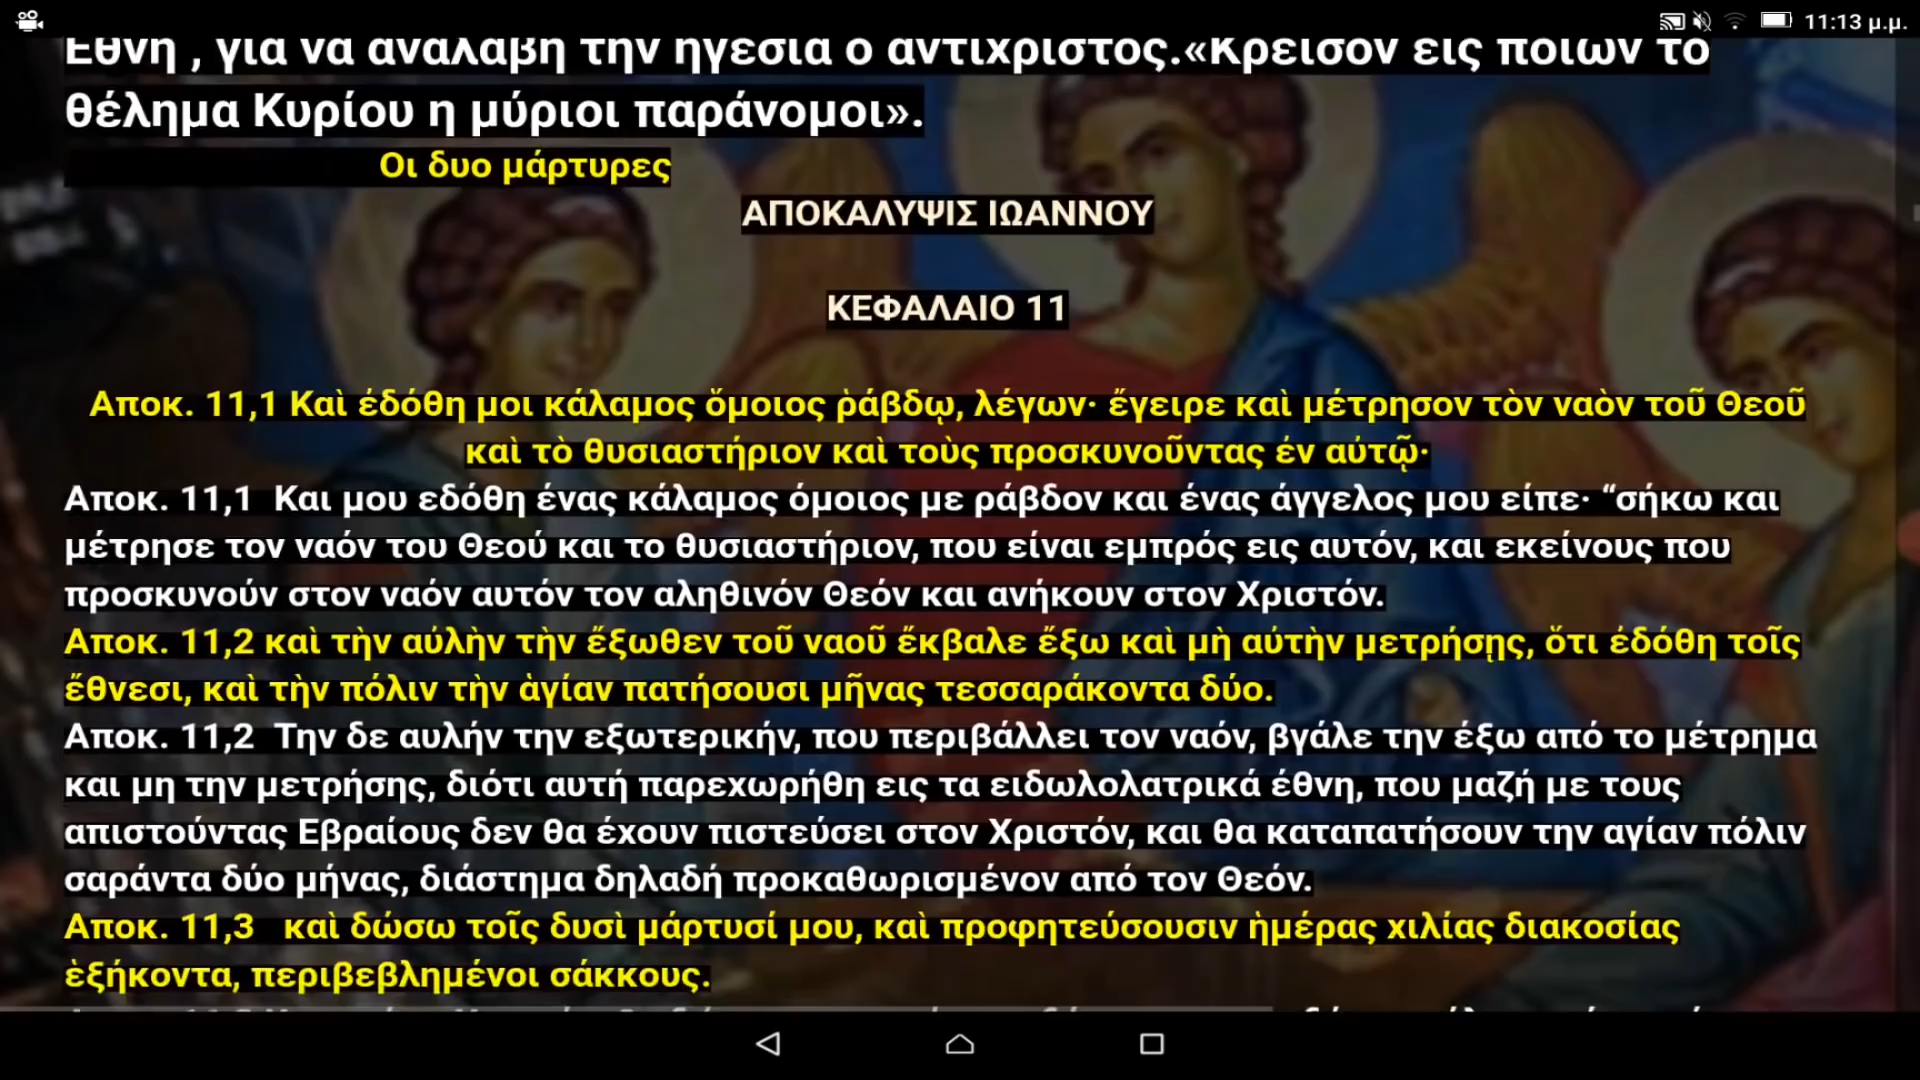 11:13 μ.μ.
Έθνη , για να αναλάβη την ηγεσία ο αντίχριστος.«Κρείσον εις ποιών το
θέλημα Κυρίου η μύριοι παράνομοι».
Οι δυο μάρτυρες
ΑΠΟΚΑΛΥΨΙΣ ΙΩΑΝΝΟΥ
ΚΕΦΑΛΑΙΟ 11
Αποκ. 11,1 Καὶ ἐδόθη μοι κάλαμος ὅμοιος ῥάβδῳ, λέγων· ἔγειρε καὶ μέτρησον τὸν ναὸν τοῦ Θεοῦ
καὶ τὸ θυσιαστήριον καὶ τοὺς προσκυνοῦντας ἐν αὐτῷ·
Αποκ. 11,1 Και μου εδόθη ένας κάλαμος όμοιος με ράβδον και ένας άγγελος μου είπε· “σήκω και
μέτρησε τον ναόν του Θεού και το θυσιαστήριον, που είναι εμπρός εις αυτόν, και εκείνους που
προσκυνούν στον ναόν αυτόν τον αληθινόν Θεόν και ανήκουν στον Χριστόν.
Αποκ. 11,2 καὶ τὴν αὐλὴν τὴν ἔξωθεν τοῦ ναοῦ ἔκβαλε ἔξω καὶ μὴ αὐτὴν μετρήσῃς, ὅτι ἐδόθη τοῖς
ἔθνεσι, καὶ τὴν πόλιν τὴν ἁγίαν πατήσουσι μῆνας τεσσαράκοντα δύο.
Αποκ. 11,2 Την δε αυλήν την εξωτερικήν, που περιβάλλει τον ναόν, βγάλε την έξω από το μέτρημα
και μη την μετρήσης, διότι αυτή παρεχωρήθη εις τα ειδωλολατρικά έθνη, που μαζή με τους
απιστούντας Εβραίους δεν θα έχουν πιστεύσει στον Χριστόν, και θα καταπατήσουν την αγίαν πόλιν
σαράντα δύο μήνας, διάστημα δηλαδή προκαθωρισμένον από τον Θεόν.
Αποκ. 11,3 καὶ δώσω τοῖς δυσὶ μάρτυσί μου, καὶ προφητεύσουσιν ἡμέρας χιλίας διακοσίας
ἑξήκοντα, περιβεβλημένοι σάκκους.